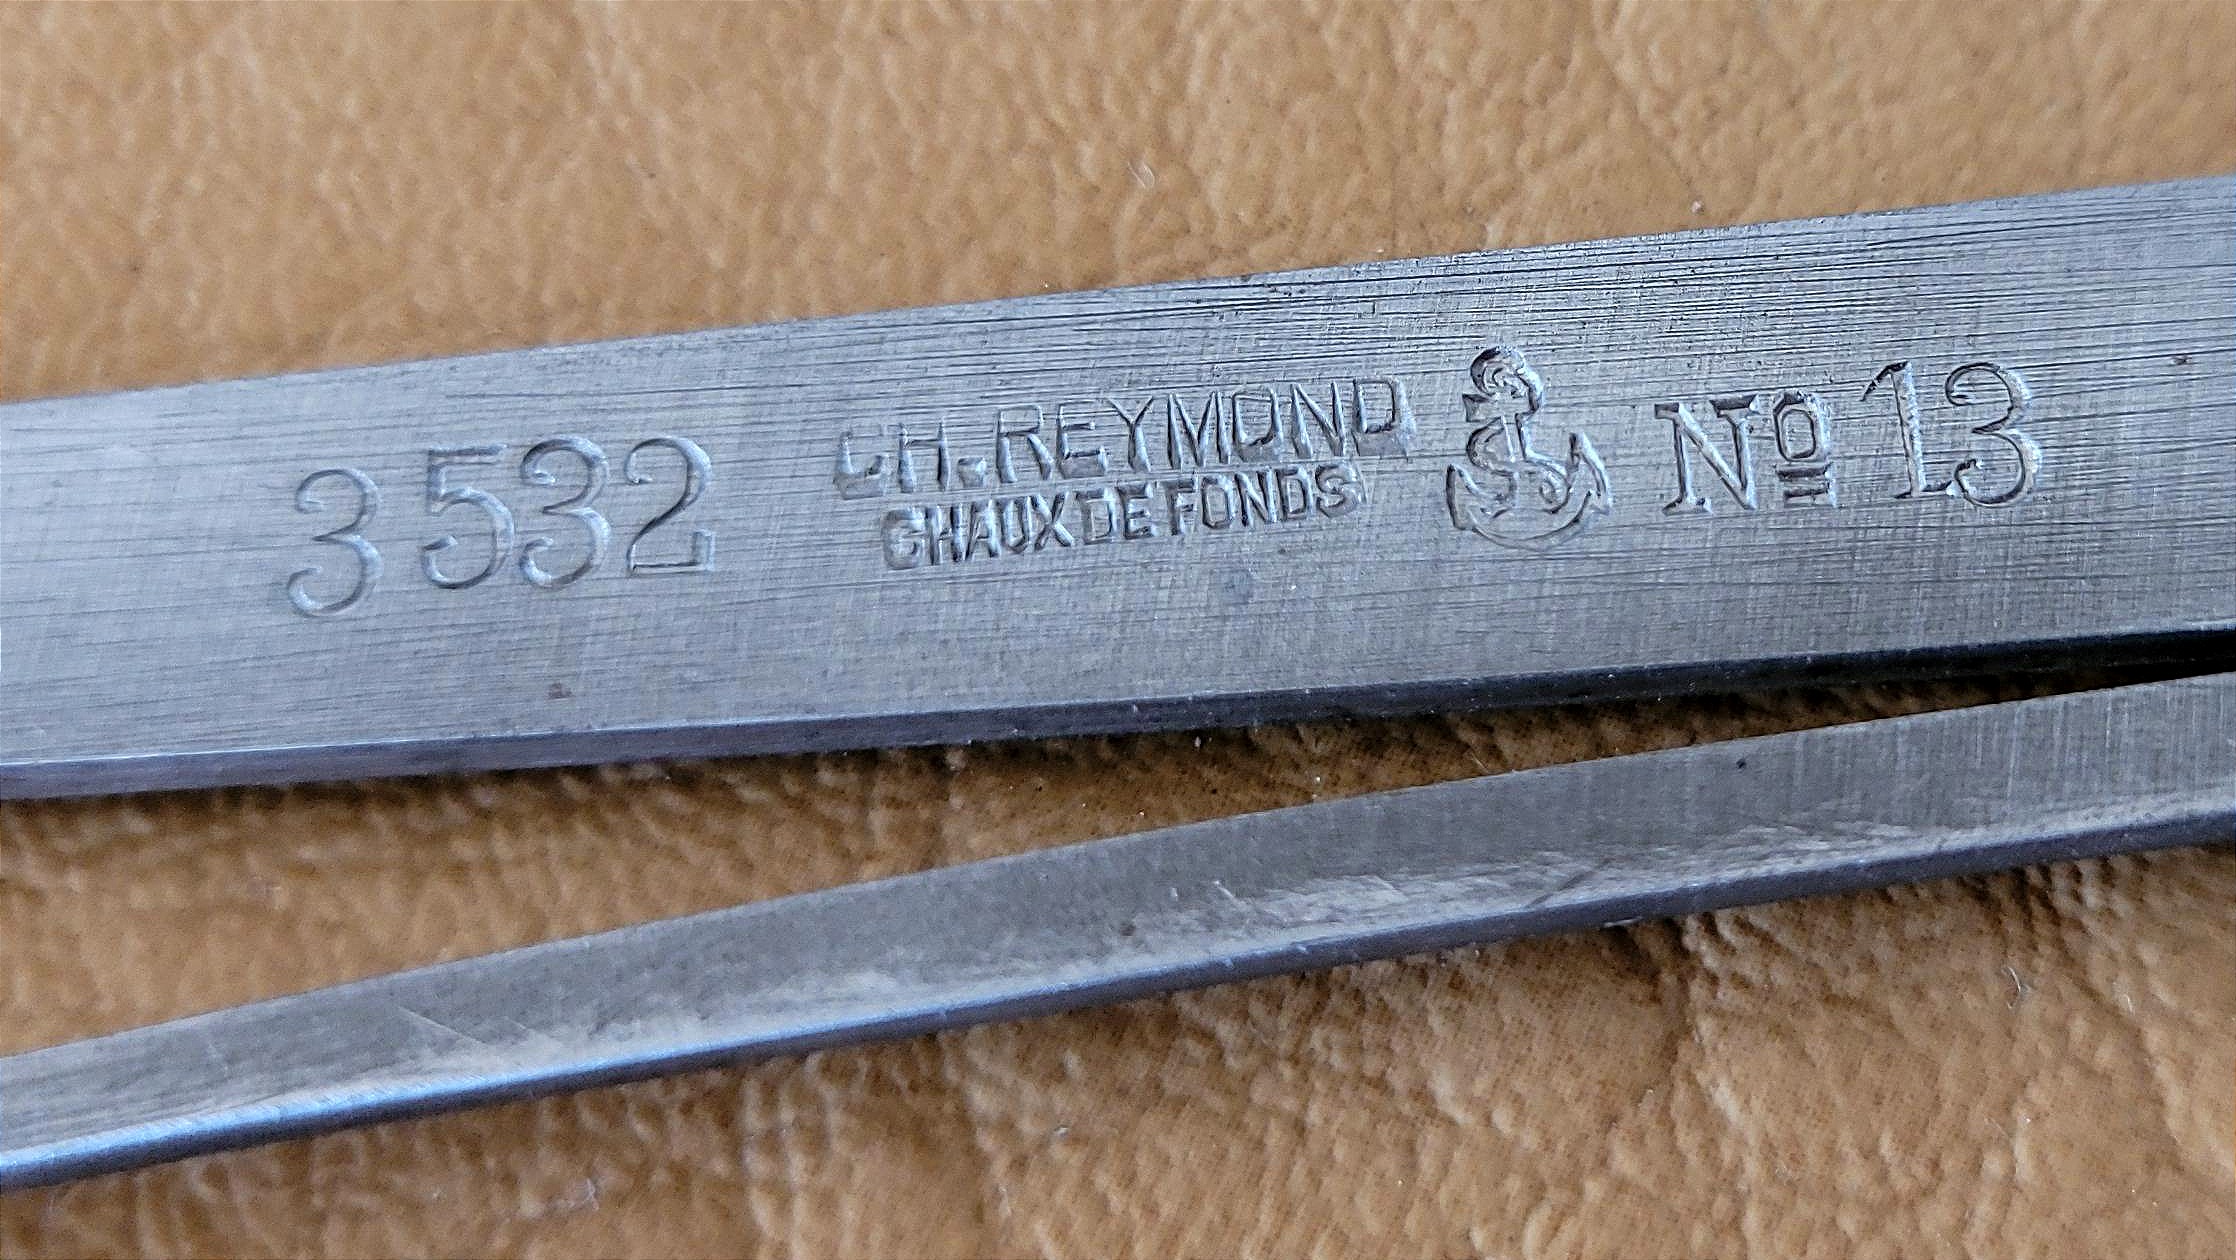 3532 CH. REYMOND No 13
CHAUX DE FONDS